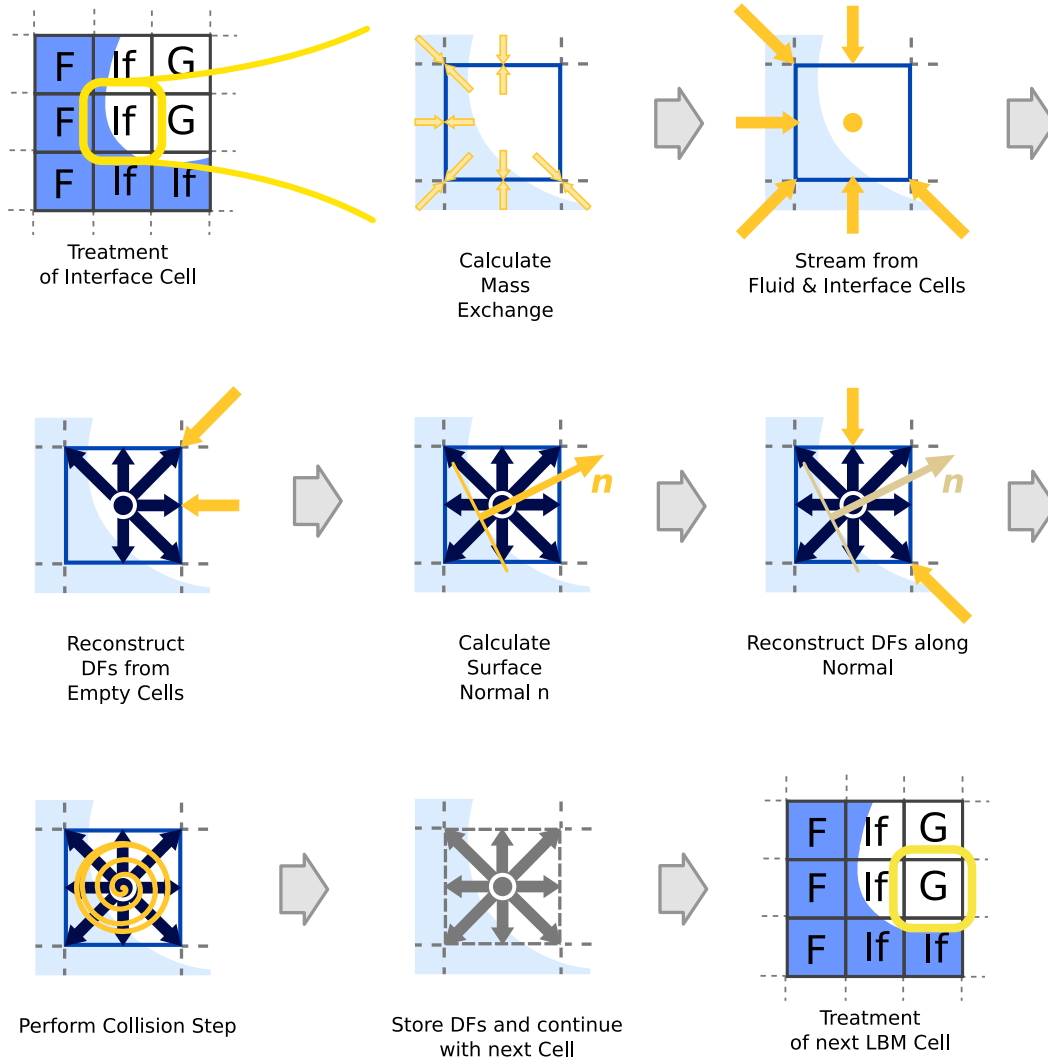 F If G
F If G
F If If
Treatment
of Interface Cell
Calculate
Mass
Exchange
Stream from
Fluid & Interface Cells
n
n
Reconstruct
DFs from
Empty Cells
Calculate
Surface
Normal n
Reconstruct DFs along
Normal
F If G
F If G
F If If
Perform Collision Step
Store DFs and continue
with next Cell
Treatment
of next LBM Cell